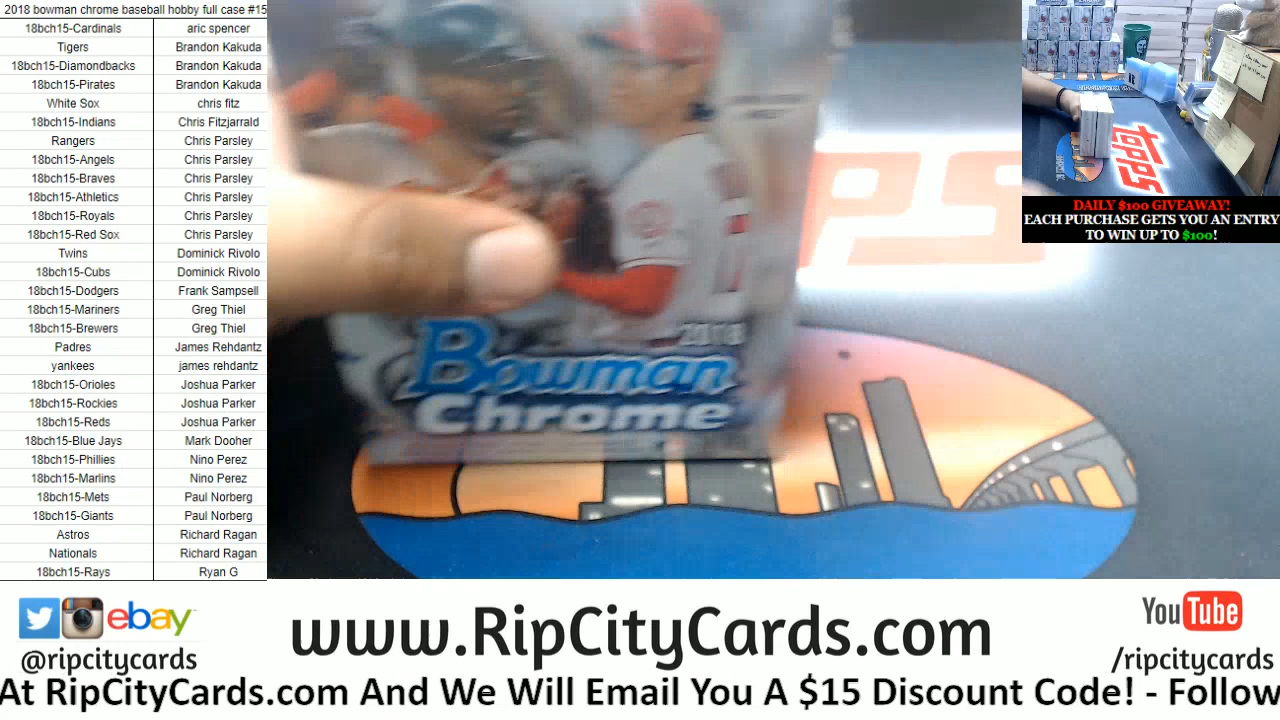 2018 bowman chrome baseball hobby full case #15
18bch15-Cardinals aric spencer
Tigers Brandon Kakuda
18bch15-Diamondbacks Brandon Kakuda
18bch15-Pirates Brandon Kakuda
White Sox chris fitz
18bch15-Indians Chris Fitzjarrald
Rangers Chris Parsley
18bch15-Angels Chris Parsley
18bch15-Braves Chris Parsley
18bch15-Athletics Chris Parsley
18bch15-Royals Chris Parsley
18bch15-Red Sox Chris Parsley
Twins Dominick Rivolo
18bch15-Cubs Dominick Rivolo
18bch15-Dodgers Frank Sampsell
18bch15-Mariners Greg Thiel
18bch15-Brewers Greg Thiel
Padres James Rehdantz
yankees james rehdantz
18bch15-Orioles Joshua Parker
18bch15-Rockies Joshua Parker
18bch15-Reds Joshua Parker
18bch15-Blue Jays Mark Dooher
18bch15-Phillies Nino Perez
18bch15-Marlins Nino Perez
18bch15-Mets Paul Norberg
18bch15-Giants Paul Norberg
Astros Richard Ragan
Nationals Richard Ragan
18bch15-Rays Ryan G
2018
Bowman
Chrome
PS
Topps
DAILY $100 GIVEAWAY!
EACH PURCHASE GETS YOU AN ENTRY
TO WIN UP TO $100!
ebay
@ripcitycards
www.RipCityCards.com
YouTube
/ripcitycards
At RipCityCards.com And We Will Email You A $15 Discount Code! - Follow